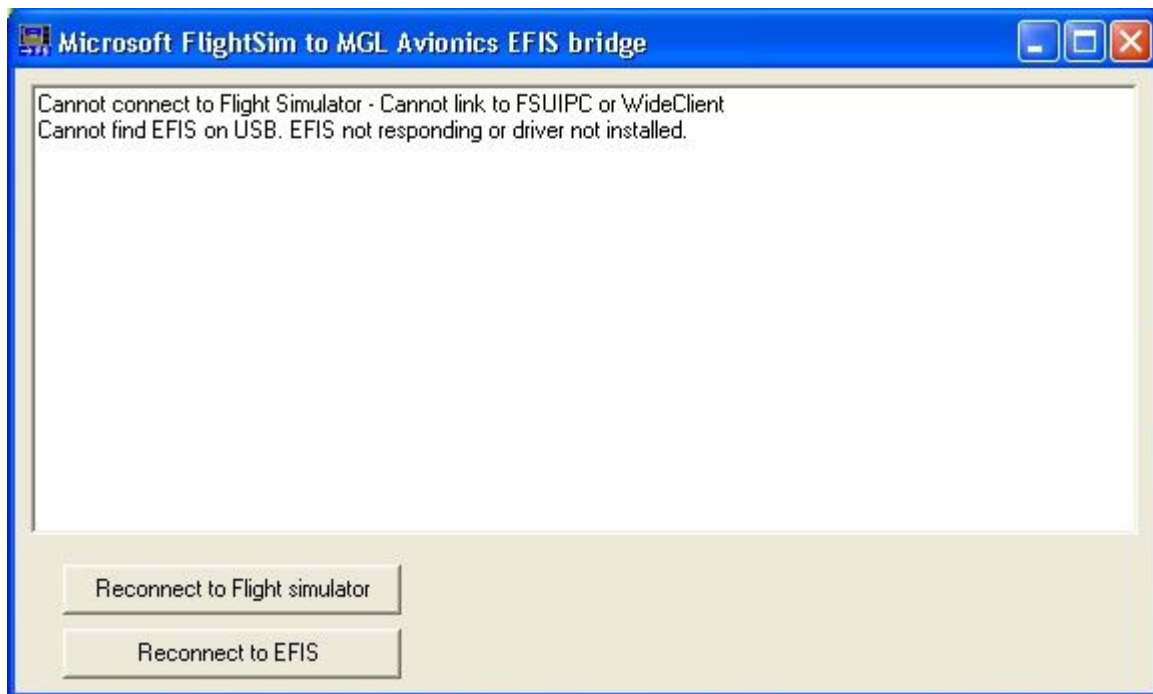 Microsoft FlightSim to MGL Avionics EFIS bridge
Cannot connect to Flight Simulator - Cannot link to FSUIPC or WideClient
Cannot find EFIS on USB. EFIS not responding or driver not installed.
Reconnect to Flight simulator
Reconnect to EFIS